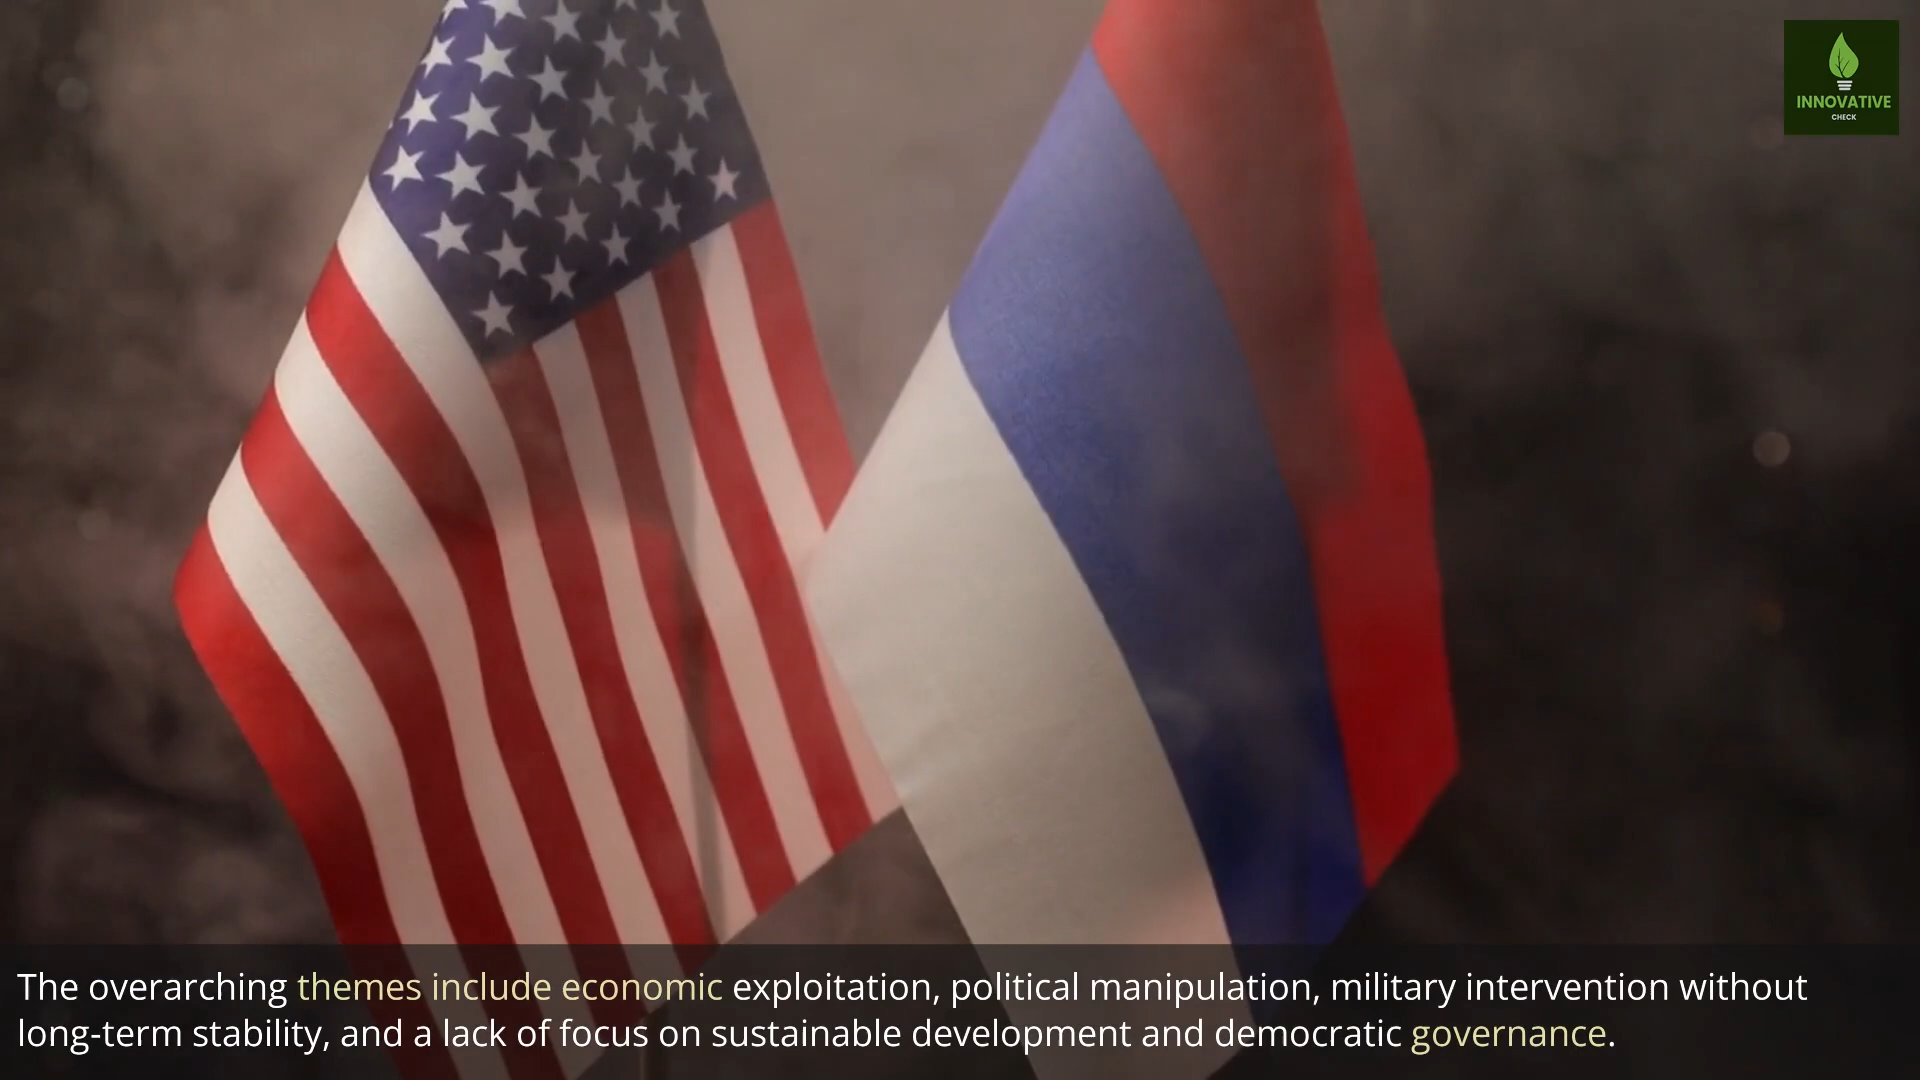 INNOVATIVE
CHECK
The overarching themes include economic exploitation, political manipulation, military intervention without
long-term stability, and a lack of focus on sustainable development and democratic governance.